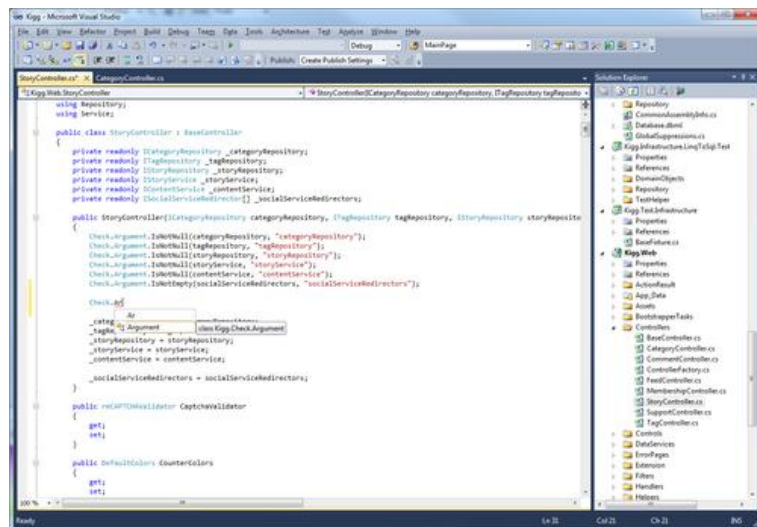 Kigg - Microsoft Visual Studio
File Edit View Refactor Project Build Debug Team Data Tools Architecture Test Analyze Window Help
Debug MainPage
Publish: Create Publish Settings
StoryController.cs* CategoryController.cs
Kigg.Web.StoryController
StoryController(ICategoryRepository categoryRepository, ITagRepository tagReposito
using Repository;
using Service;
public class StoryController : BaseController
{
private readonly ICategoryRepository _categoryRepository;
private readonly ITagRepository _tagRepository;
private readonly IStoryRepository _storyRepository;
private readonly IStoryService _storyService;
private readonly IContentService _contentService;
private readonly ISocialServiceRedirector[] _socialServiceRedirectors;
public StoryController(ICategoryRepository categoryRepository, ITagRepository tagRepository, IStoryRepository storyReposito
{
Check.Argument.IsNotNull(categoryRepository, "categoryRepository");
Check.Argument.IsNotNull(tagRepository, "tagRepository");
Check.Argument.IsNotNull(storyRepository, "storyRepository");
Check.Argument.IsNotNull(storyService, "storyService");
Check.Argument.IsNotNull(contentService, "contentService");
Check.Argument.IsNotEmpty(socialServiceRedirectors, "socialServiceRedirectors");
Check.Ar
Ar
Argument
class Kigg.Check.Argument
_storyRepository = storyRepository;
_storyService = storyService;
_contentService = contentService;
_socialServiceRedirectors = socialServiceRedirectors;
}
public reCAPTCHAValidator CaptchaValidator
{
get;
set;
}
public DefaultColors CounterColors
{
get;
set;
100 %
Solution Explorer
Repository
CommonAssemblyInfo.cs
Database.dbml
GlobalSuppressions.cs
Kigg.Infrastructure.LinqToSql.Test
Properties
References
DomainObjects
Repository
TestHelper
Kigg.Test.Infrastructure
Properties
References
BaseFixture.cs
Kigg.Web
Properties
References
ActionResult
App_Data
Assets
BootstrapperTasks
Controllers
BaseController.cs
CategoryController.cs
CommentController.cs
ControllerFactory.cs
FeedController.cs
MembershipController.cs
StoryController.cs
SupportController.cs
TagController.cs
Controls
DataServices
ErrorPages
Extension
Filters
Handlers
Helpers
Ready Ln 31 Col 21 Ch 21 INS